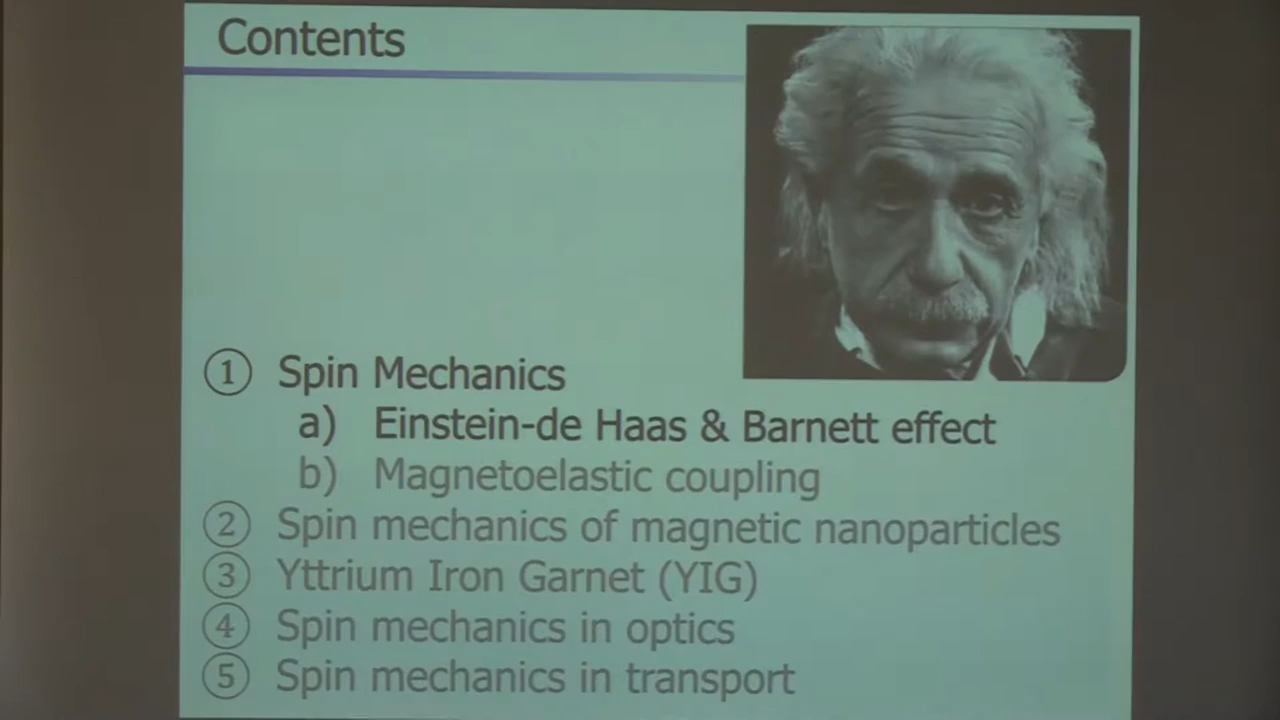 Contents
① Spin Mechanics
a) Einstein-de Haas & Barnett effect
b) Magnetoelastic coupling
② Spin mechanics of magnetic nanoparticles
③ Yttrium Iron Garnet (YIG)
④ Spin mechanics in optics
⑤ Spin mechanics in transport